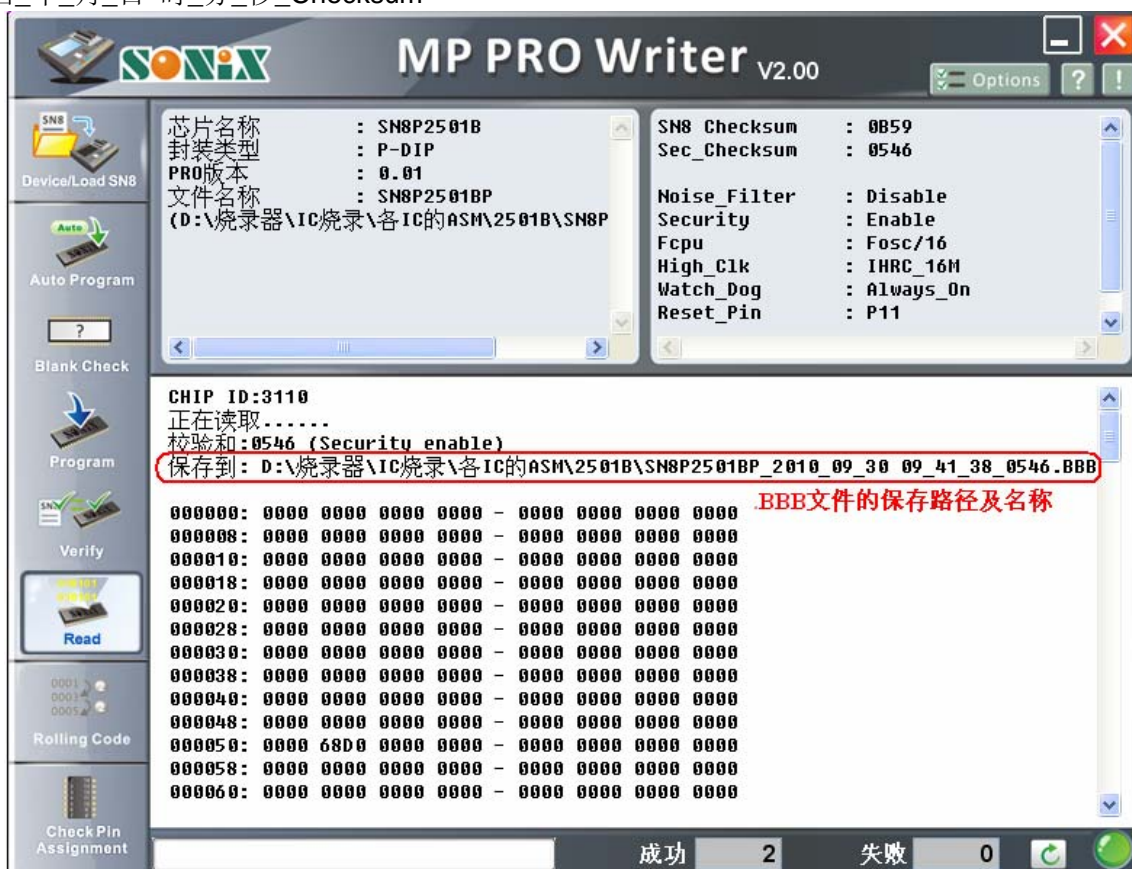 SONiX
MP PRO Writer V2.00
Options ? !
SN8
Device/Load SN8
Auto
Auto Program
?
Blank Check
Program
Verify
Read
0001
0003
0005
Rolling Code
Check Pin
Assignment
芯片名称 : SN8P2501B
封装类型 : P-DIP
PRO版本 : 0.01
文件名称 : SN8P2501BP
(D:\烧录器\IC烧录\各IC的ASM\2501B\SN8P
SN8 Checksum : 0B59
Sec_Checksum : 0546
Noise_Filter : Disable
Security : Enable
Fcpu : Fosc/16
High_Clk : IHRC_16M
Watch_Dog : Always_On
Reset_Pin : P11
CHIP ID:3110
正在读取......
校验和:0546 (Security enable)
保存到: D:\烧录器\IC烧录\各IC的ASM\2501B\SN8P2501BP_2010_09_30 09_41_38_0546.BBB
.BBB文件的保存路径及名称
000000: 0000 0000 0000 0000 - 0000 0000 0000 0000
000008: 0000 0000 0000 0000 - 0000 0000 0000 0000
000010: 0000 0000 0000 0000 - 0000 0000 0000 0000
000018: 0000 0000 0000 0000 - 0000 0000 0000 0000
000020: 0000 0000 0000 0000 - 0000 0000 0000 0000
000028: 0000 0000 0000 0000 - 0000 0000 0000 0000
000030: 0000 0000 0000 0000 - 0000 0000 0000 0000
000038: 0000 0000 0000 0000 - 0000 0000 0000 0000
000040: 0000 0000 0000 0000 - 0000 0000 0000 0000
000048: 0000 0000 0000 0000 - 0000 0000 0000 0000
000050: 0000 68D0 0000 0000 - 0000 0000 0000 0000
000058: 0000 0000 0000 0000 - 0000 0000 0000 0000
000060: 0000 0000 0000 0000 - 0000 0000 0000 0000
成功 2 失败 0